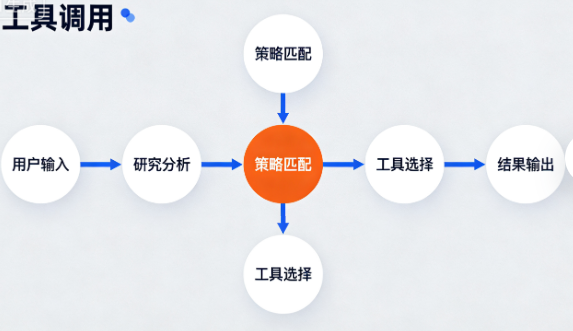 工具调用
策略匹配
用户输入
研究分析
策略匹配
工具选择
结果输出
工具选择